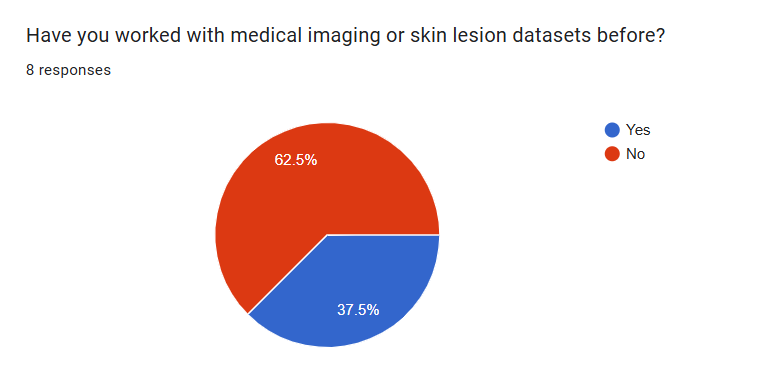 Have you worked with medical imaging or skin lesion datasets before?
8 responses
Yes
No
62.5%
37.5%